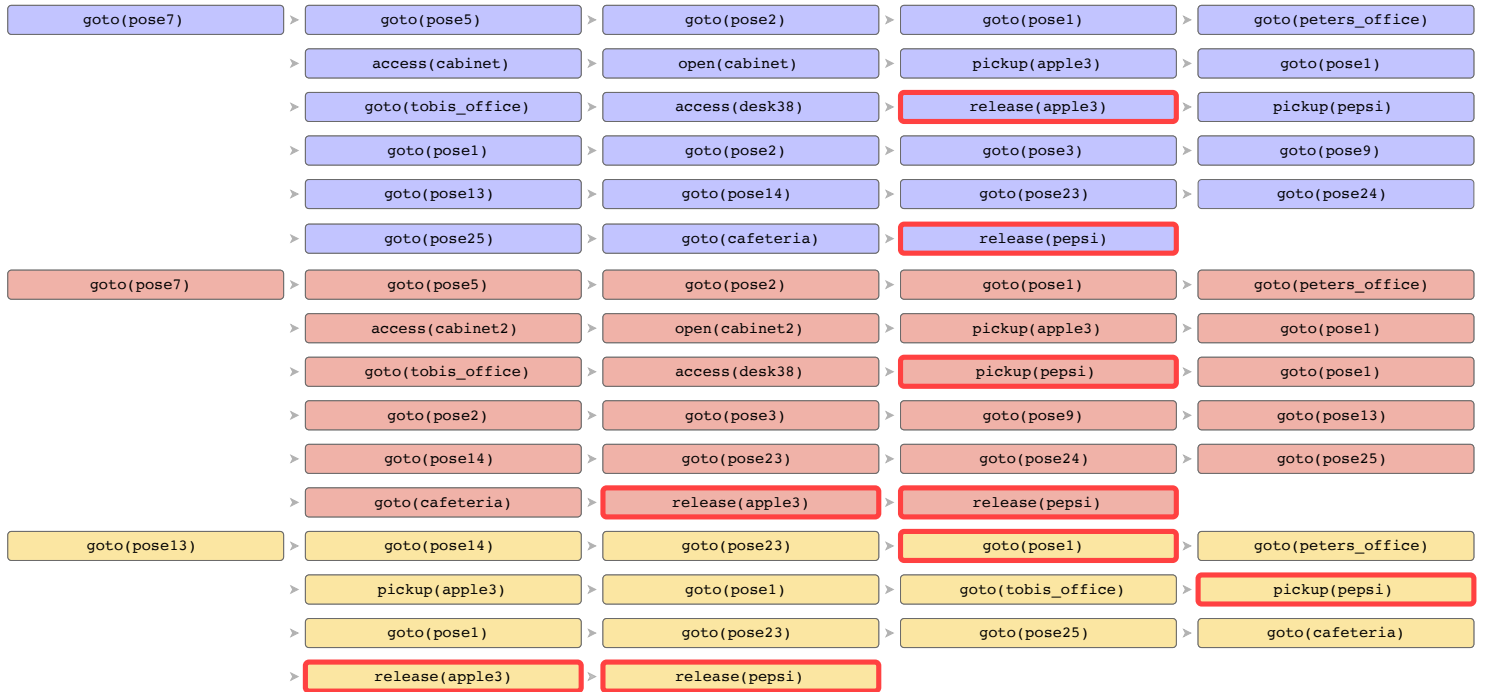 goto(pose7) goto(pose5) goto(pose2) goto(pose1) goto(peters_office)
access(cabinet) open(cabinet) pickup(apple3) goto(pose1)
goto(tobis_office) access(desk38) release(apple3) pickup(pepsi)
goto(pose1) goto(pose2) goto(pose3) goto(pose9)
goto(pose13) goto(pose14) goto(pose23) goto(pose24)
goto(pose25) goto(cafeteria) release(pepsi)
goto(pose7) goto(pose5) goto(pose2) goto(pose1) goto(peters_office)
access(cabinet2) open(cabinet2) pickup(apple3) goto(pose1)
goto(tobis_office) access(desk38) pickup(pepsi) goto(pose1)
goto(pose2) goto(pose3) goto(pose9) goto(pose13)
goto(pose14) goto(pose23) goto(pose24) goto(pose25)
goto(cafeteria) release(apple3) release(pepsi)
goto(pose13) goto(pose14) goto(pose23) goto(pose1) goto(peters_office)
pickup(apple3) goto(pose1) goto(tobis_office) pickup(pepsi)
goto(pose1) goto(pose23) goto(pose25) goto(cafeteria)
release(apple3) release(pepsi)